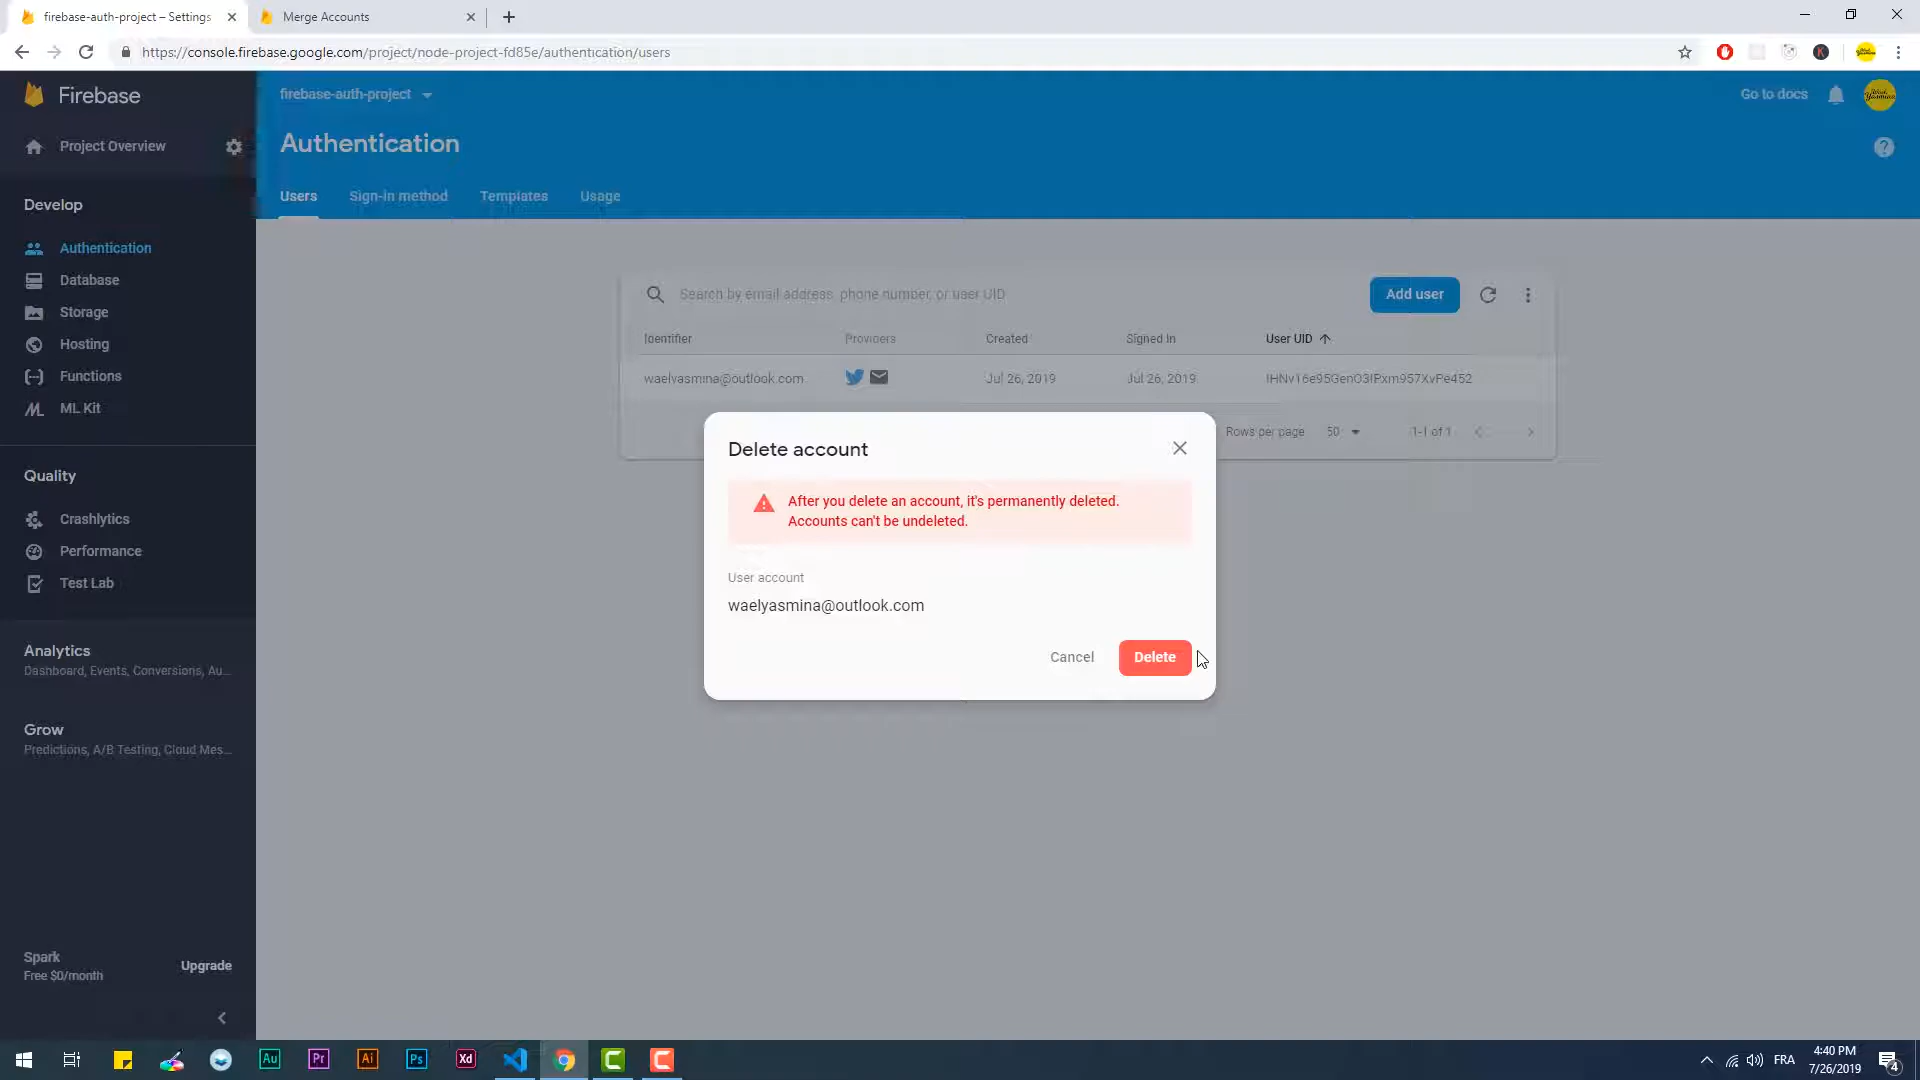 firebase-auth-project – Settings
Merge Accounts
https://console.firebase.google.com/project/node-project-fd85e/authentication/users
Firebase
firebase-auth-project
Go to docs
Project Overview
Authentication
Users
Sign-in method
Templates
Usage
Develop
Authentication
Database
Storage
Hosting
Functions
ML Kit
Search by email address, phone number, or user UID
Add user
Identifier
Providers
Created
Signed In
User UID
waelyasmina@outlook.com
Jul 26, 2019
Jul 26, 2019
Rows per page
50
1-1 of 1
Delete account
After you delete an account, it's permanently deleted.
Accounts can't be undeleted.
User account
waelyasmina@outlook.com
Cancel
Delete
Quality
Crashlytics
Performance
Test Lab
Analytics
Dashboard, Events, Conversions, Au...
Grow
Predictions, A/B Testing, Cloud Mes...
Spark
Free $0/month
Upgrade
Au
Pr
Ai
Ps
Xd
FRA
4:40 PM
7/26/2019
4